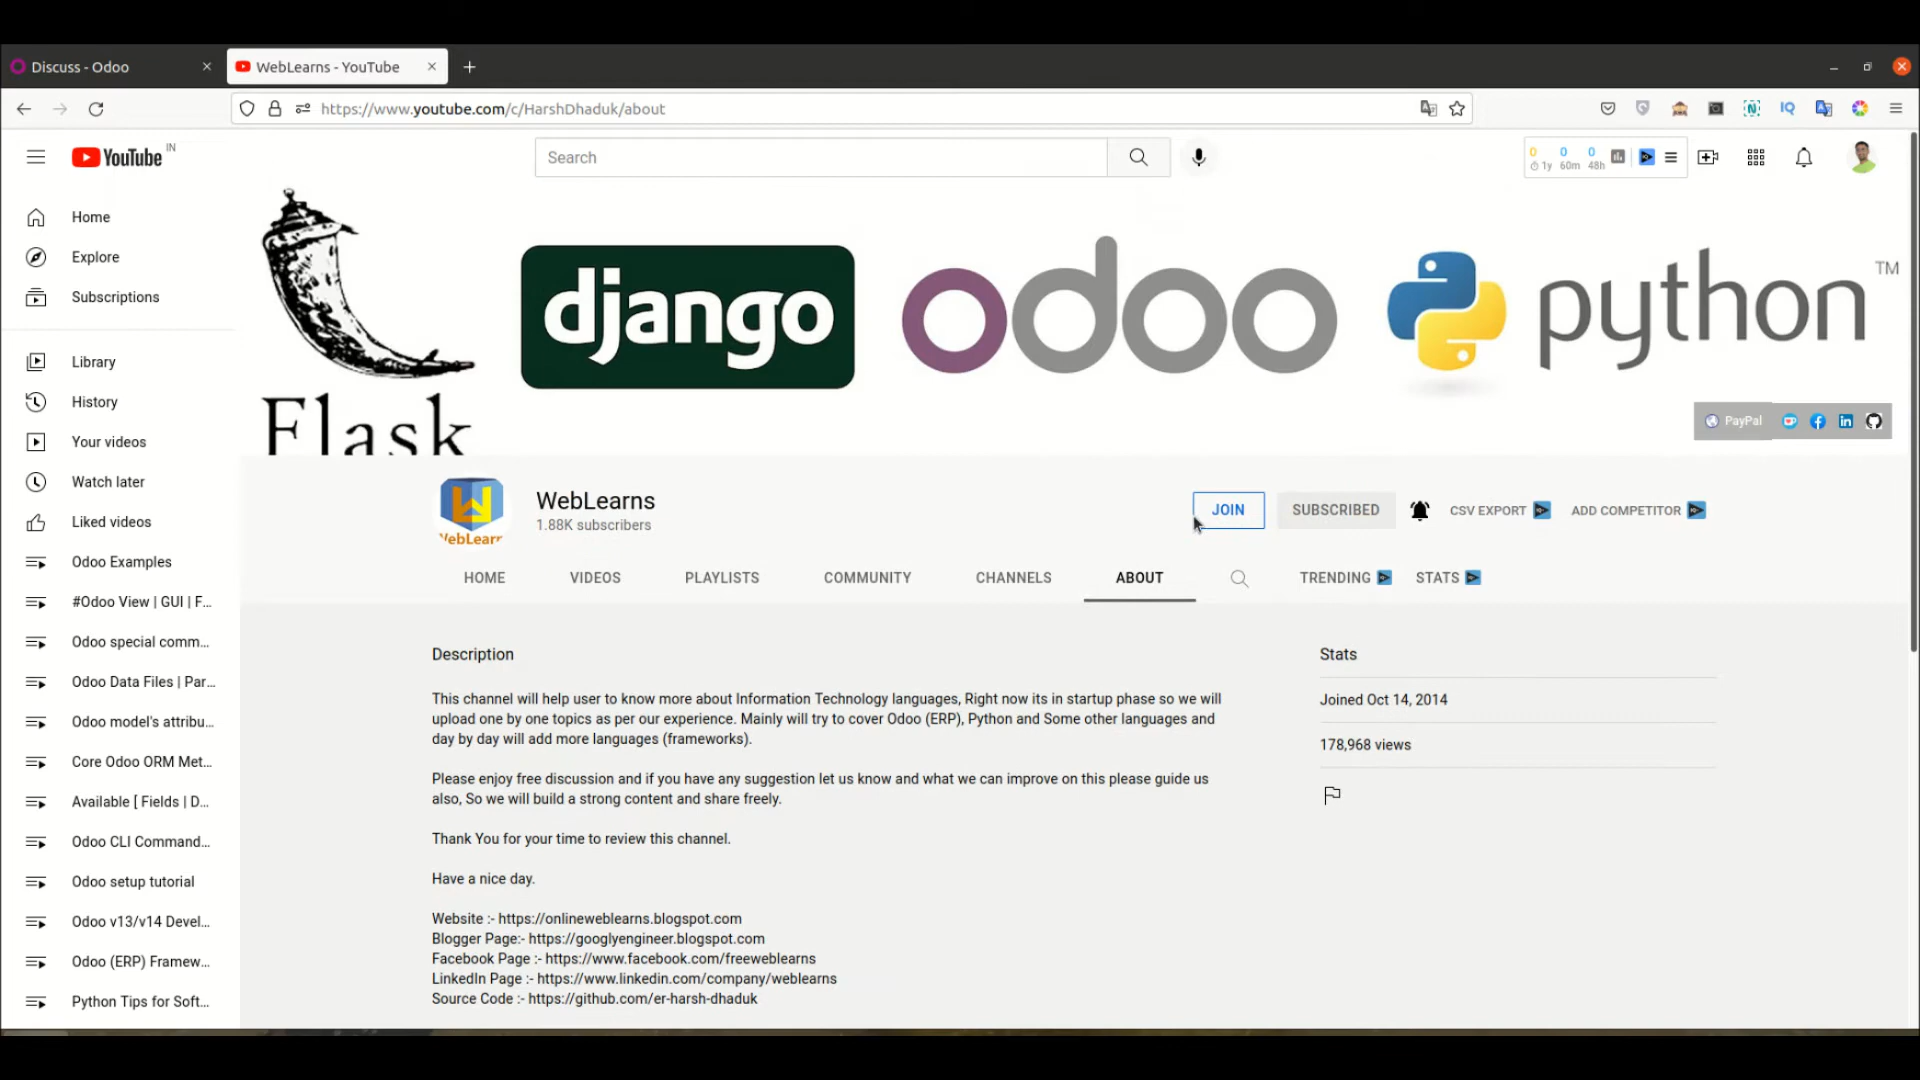 Discuss - Odoo
WebLearns - YouTube
https://www.youtube.com/c/HarshDhaduk/about
IQ
YouTube IN
Search
0 0 0
1y 60m 48h
Home
Explore
Subscriptions
Library
History
Your videos
Watch later
Liked videos
Odoo Examples
#Odoo View | GUI | F...
Odoo special comm...
Odoo Data Files | Par...
Odoo model's attribu...
Core Odoo ORM Met...
Available [ Fields | D...
Odoo CLI Command...
Odoo setup tutorial
Odoo v13/v14 Devel...
Odoo (ERP) Framew...
Python Tips for Soft...
Flask
django
odoo
python TM
PayPal
WebLearns
1.88K subscribers
JOIN
SUBSCRIBED
CSV EXPORT
ADD COMPETITOR
HOME
VIDEOS
PLAYLISTS
COMMUNITY
CHANNELS
ABOUT
TRENDING
STATS
Description
This channel will help user to know more about Information Technology languages, Right now its in startup phase so we will
upload one by one topics as per our experience. Mainly will try to cover Odoo (ERP), Python and Some other languages and
day by day will add more languages (frameworks).
Please enjoy free discussion and if you have any suggestion let us know and what we can improve on this please guide us
also, So we will build a strong content and share freely.
Thank You for your time to review this channel.
Have a nice day.
Website :- https://onlineweblearns.blogspot.com
Blogger Page:- https://googlyengineer.blogspot.com
Facebook Page :- https://www.facebook.com/freeweblearns
LinkedIn Page :- https://www.linkedin.com/company/weblearns
Source Code :- https://github.com/er-harsh-dhaduk
Stats
Joined Oct 14, 2014
178,968 views